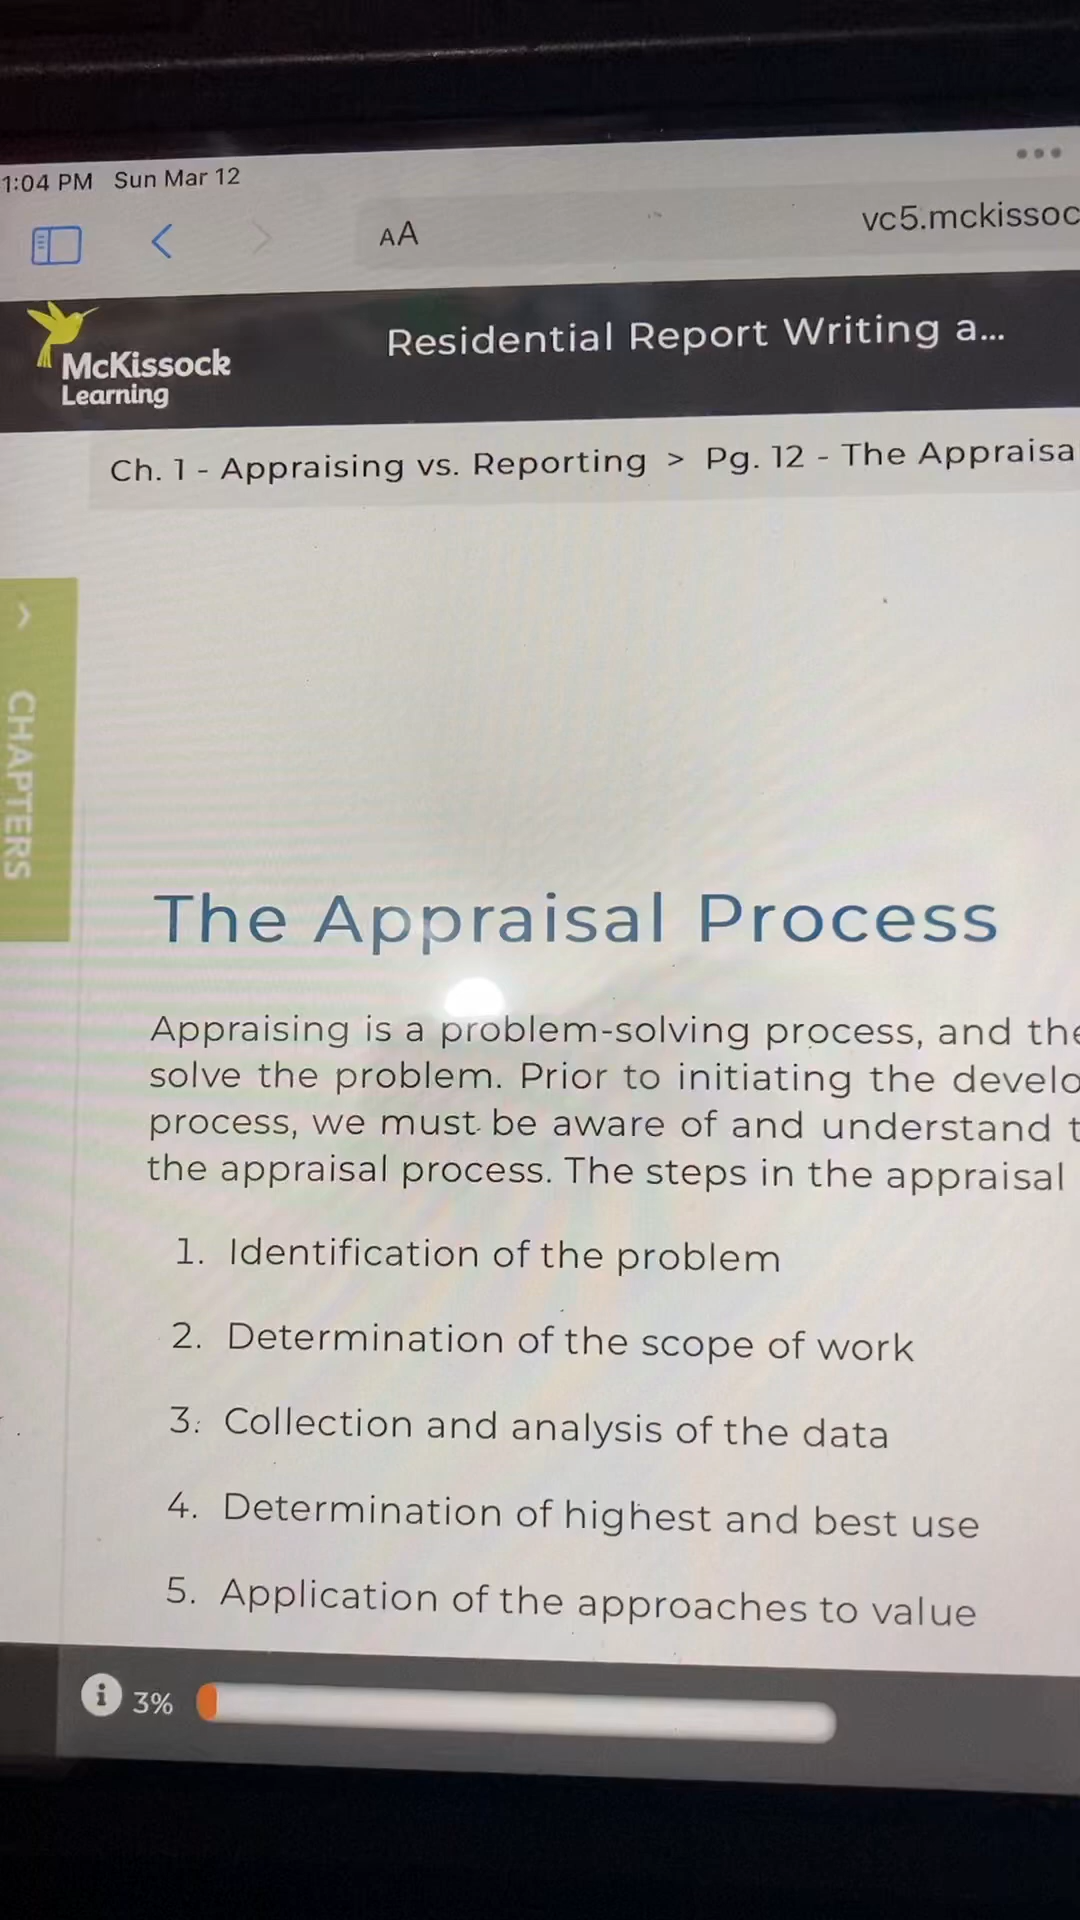 1:04 PM Sun Mar 12
AA
vc5.mckissoc
McKissock
Learning
Residential Report Writing a...
Ch. 1 - Appraising vs. Reporting > Pg. 12 - The Appraisa
CHAPTERS
The Appraisal Process
Appraising is a problem-solving process, and the
solve the problem. Prior to initiating the develo
process, we must be aware of and understand t
the appraisal process. The steps in the appraisal
1. Identification of the problem
2. Determination of the scope of work
3. Collection and analysis of the data
4. Determination of highest and best use
5. Application of the approaches to value
i 3%